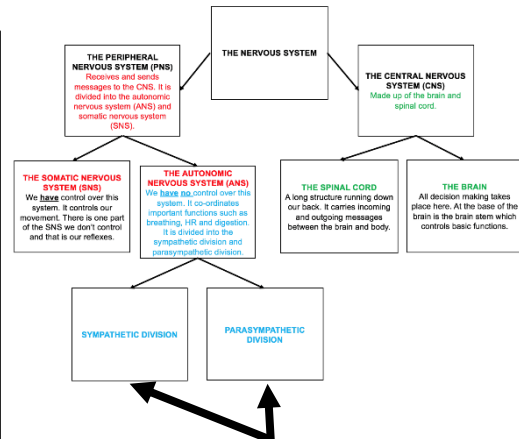 THE NERVOUS SYSTEM
THE PERIPHERAL
NERVOUS SYSTEM (PNS)
Receives and sends
messages to the CNS. It is
divided into the autonomic
nervous system (ANS) and
somatic nervous system
(SNS).
THE CENTRAL NERVOUS
SYSTEM (CNS)
Made up of the brain and
spinal cord.
THE SOMATIC NERVOUS
SYSTEM (SNS)
We have control over this
system. It controls our
movement. There is one part
of the SNS we don't control
and that is our reflexes.
THE AUTONOMIC
NERVOUS SYSTEM (ANS)
We have no control over this
system. It co-ordinates
important functions such as
breathing, HR and digestion.
It is divided into the
sympathetic division and
parasympathetic division.
THE SPINAL CORD
A long structure running down
our back. It carries incoming
and outgoing messages
between the brain and body.
THE BRAIN
All decision making takes
place here. At the base of the
brain is the brain stem which
controls basic functions.
SYMPATHETIC DIVISION
PARASYMPATHETIC
DIVISION